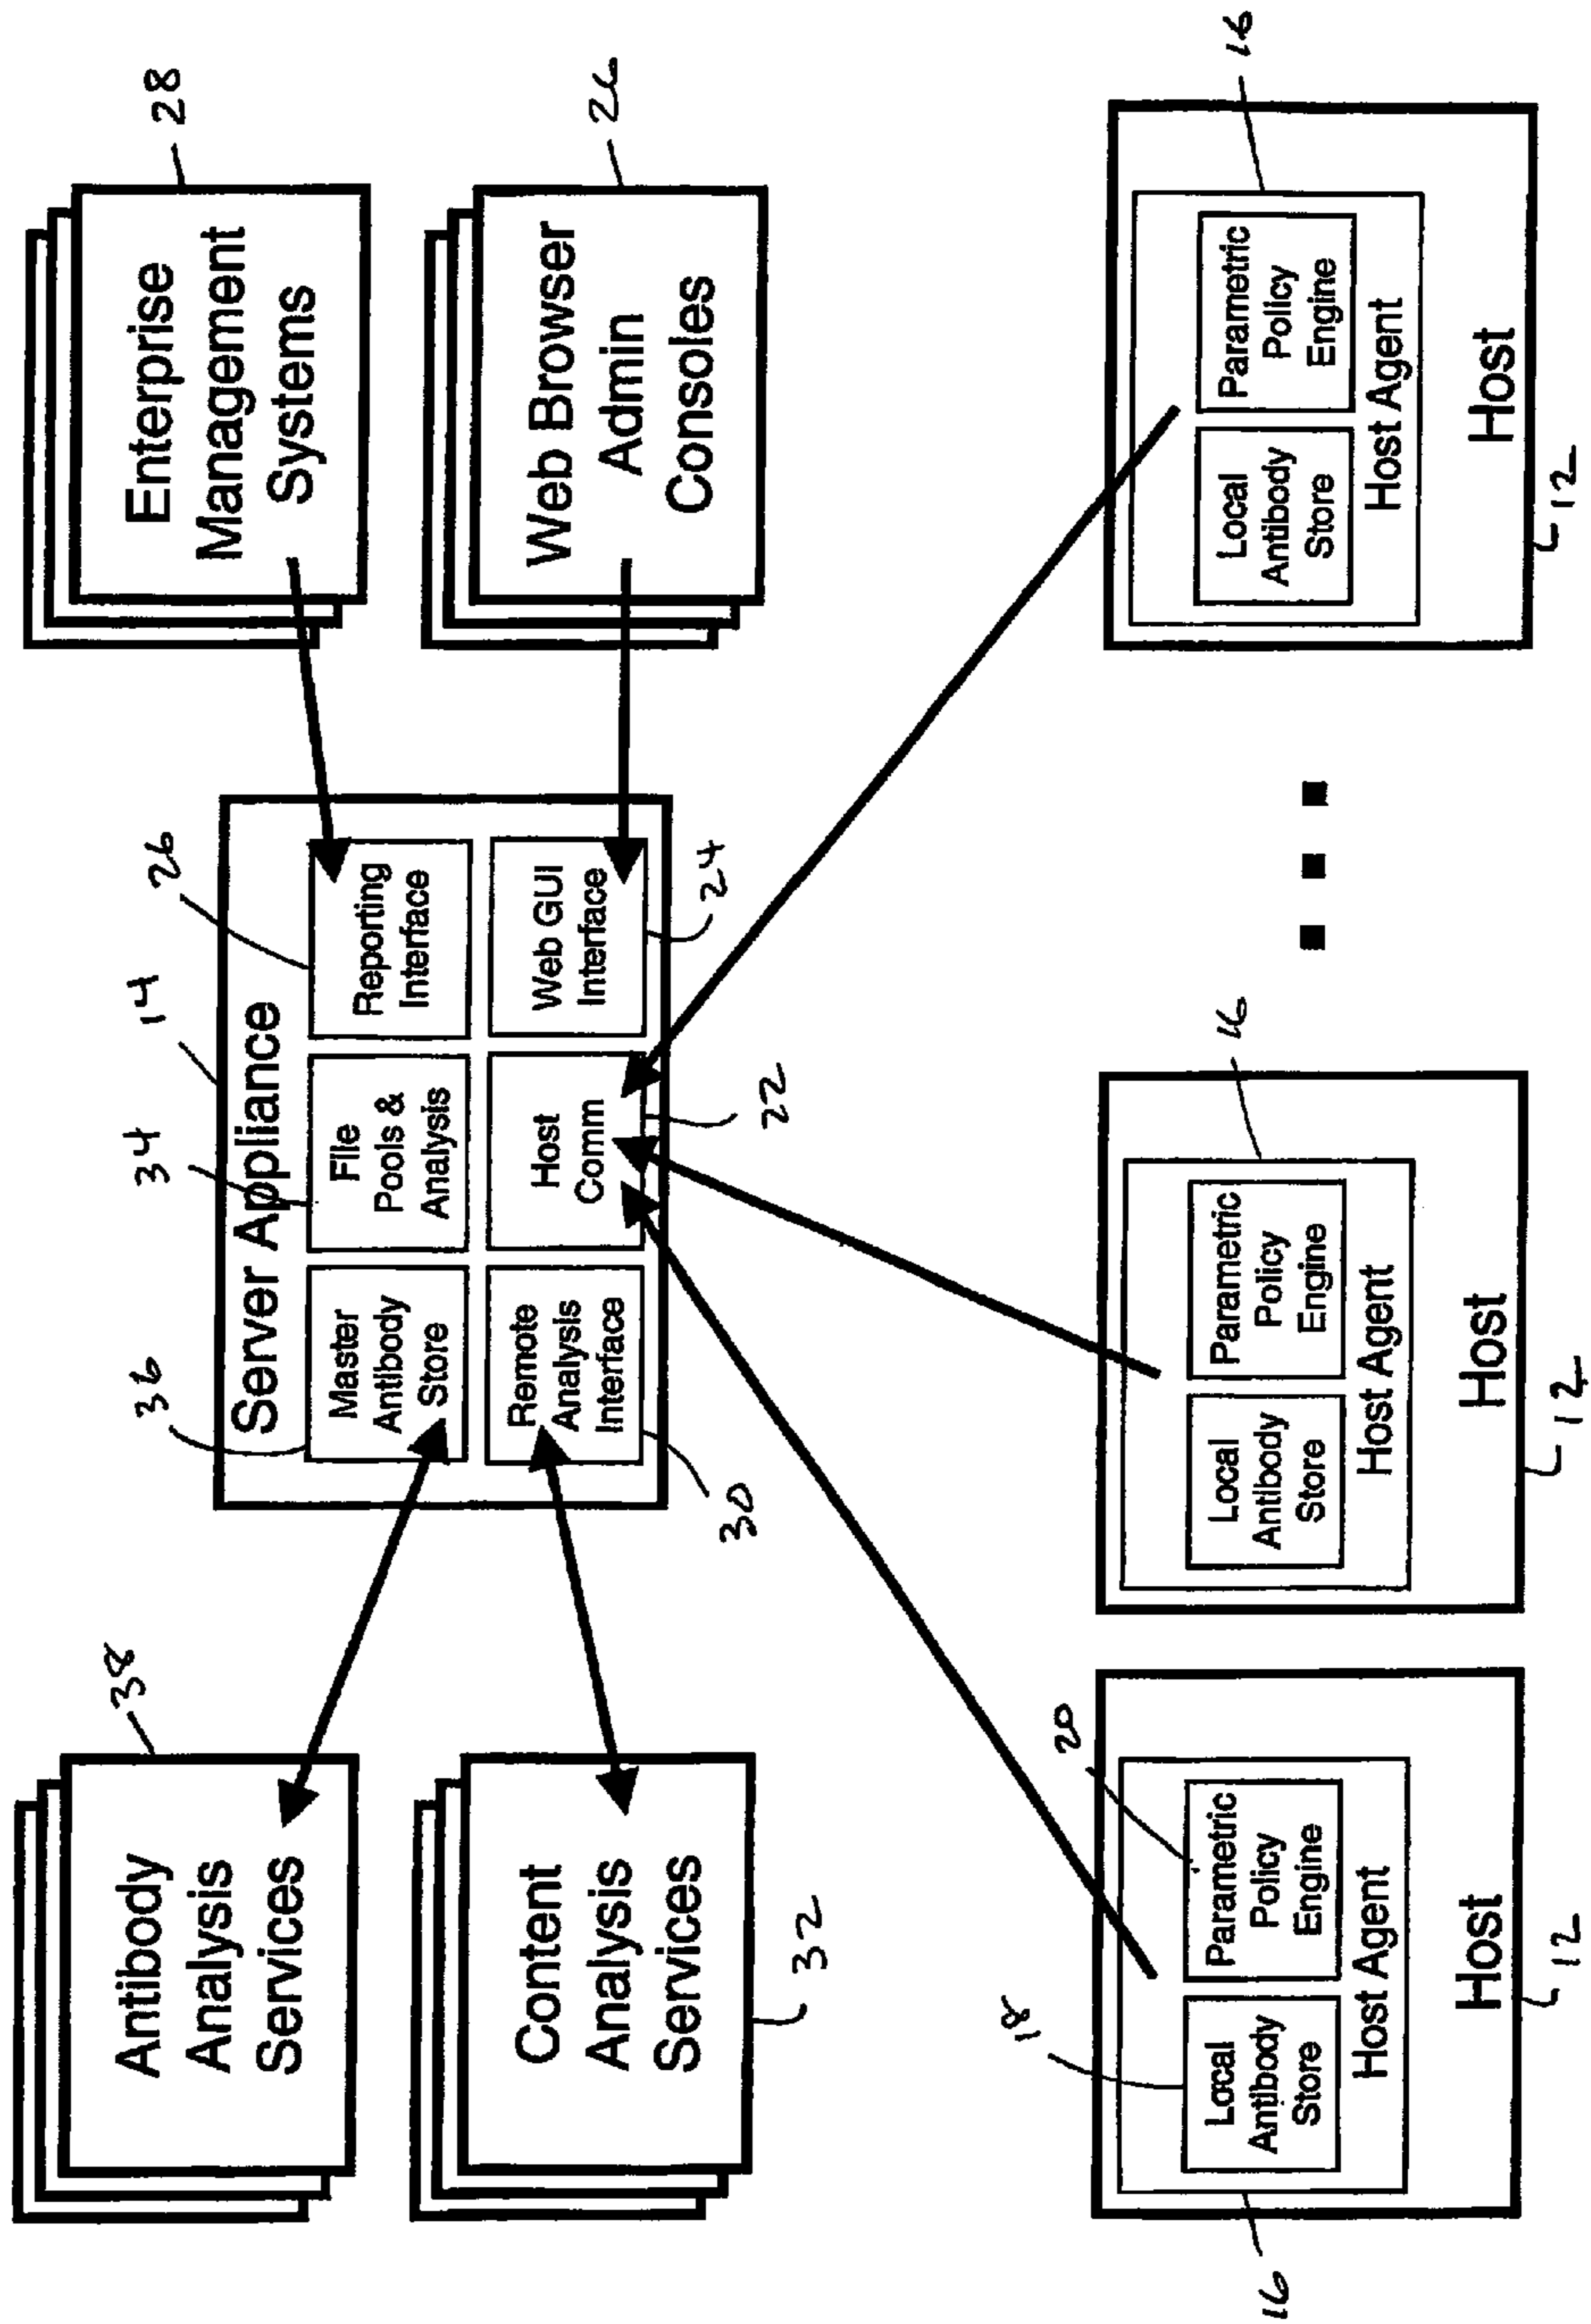 38
Antibody
Analysis
Services
Content
Analysis
Services
32
14
Server Appliance
36
Master
Antibody
Store
34
File
Pools &
Analysis
26
Reporting
Interface
Remote
Analysis
Interface
30
Host
Comm
22
Web GUI
Interface
24
28
Enterprise
Management
Systems
26
Web Browser
Admin
Consoles
16
18
Local
Antibody
Store
20
Parametric
Policy
Engine
Host Agent
Host
12
16
Local
Antibody
Store
Parametric
Policy
Engine
Host Agent
Host
12
16
Local
Antibody
Store
Parametric
Policy
Engine
Host Agent
Host
12